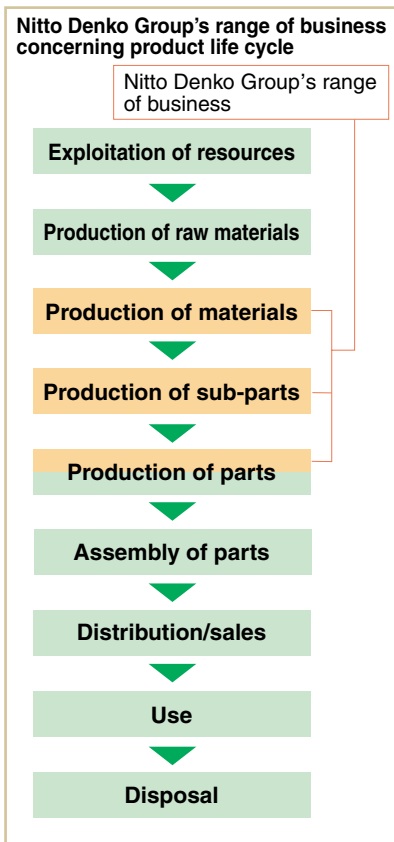 Nitto Denko Group's range of business
concerning product life cycle
Nitto Denko Group's range
of business
Exploitation of resources
Production of raw materials
Production of materials
Production of sub-parts
Production of parts
Assembly of parts
Distribution/sales
Use
Disposal